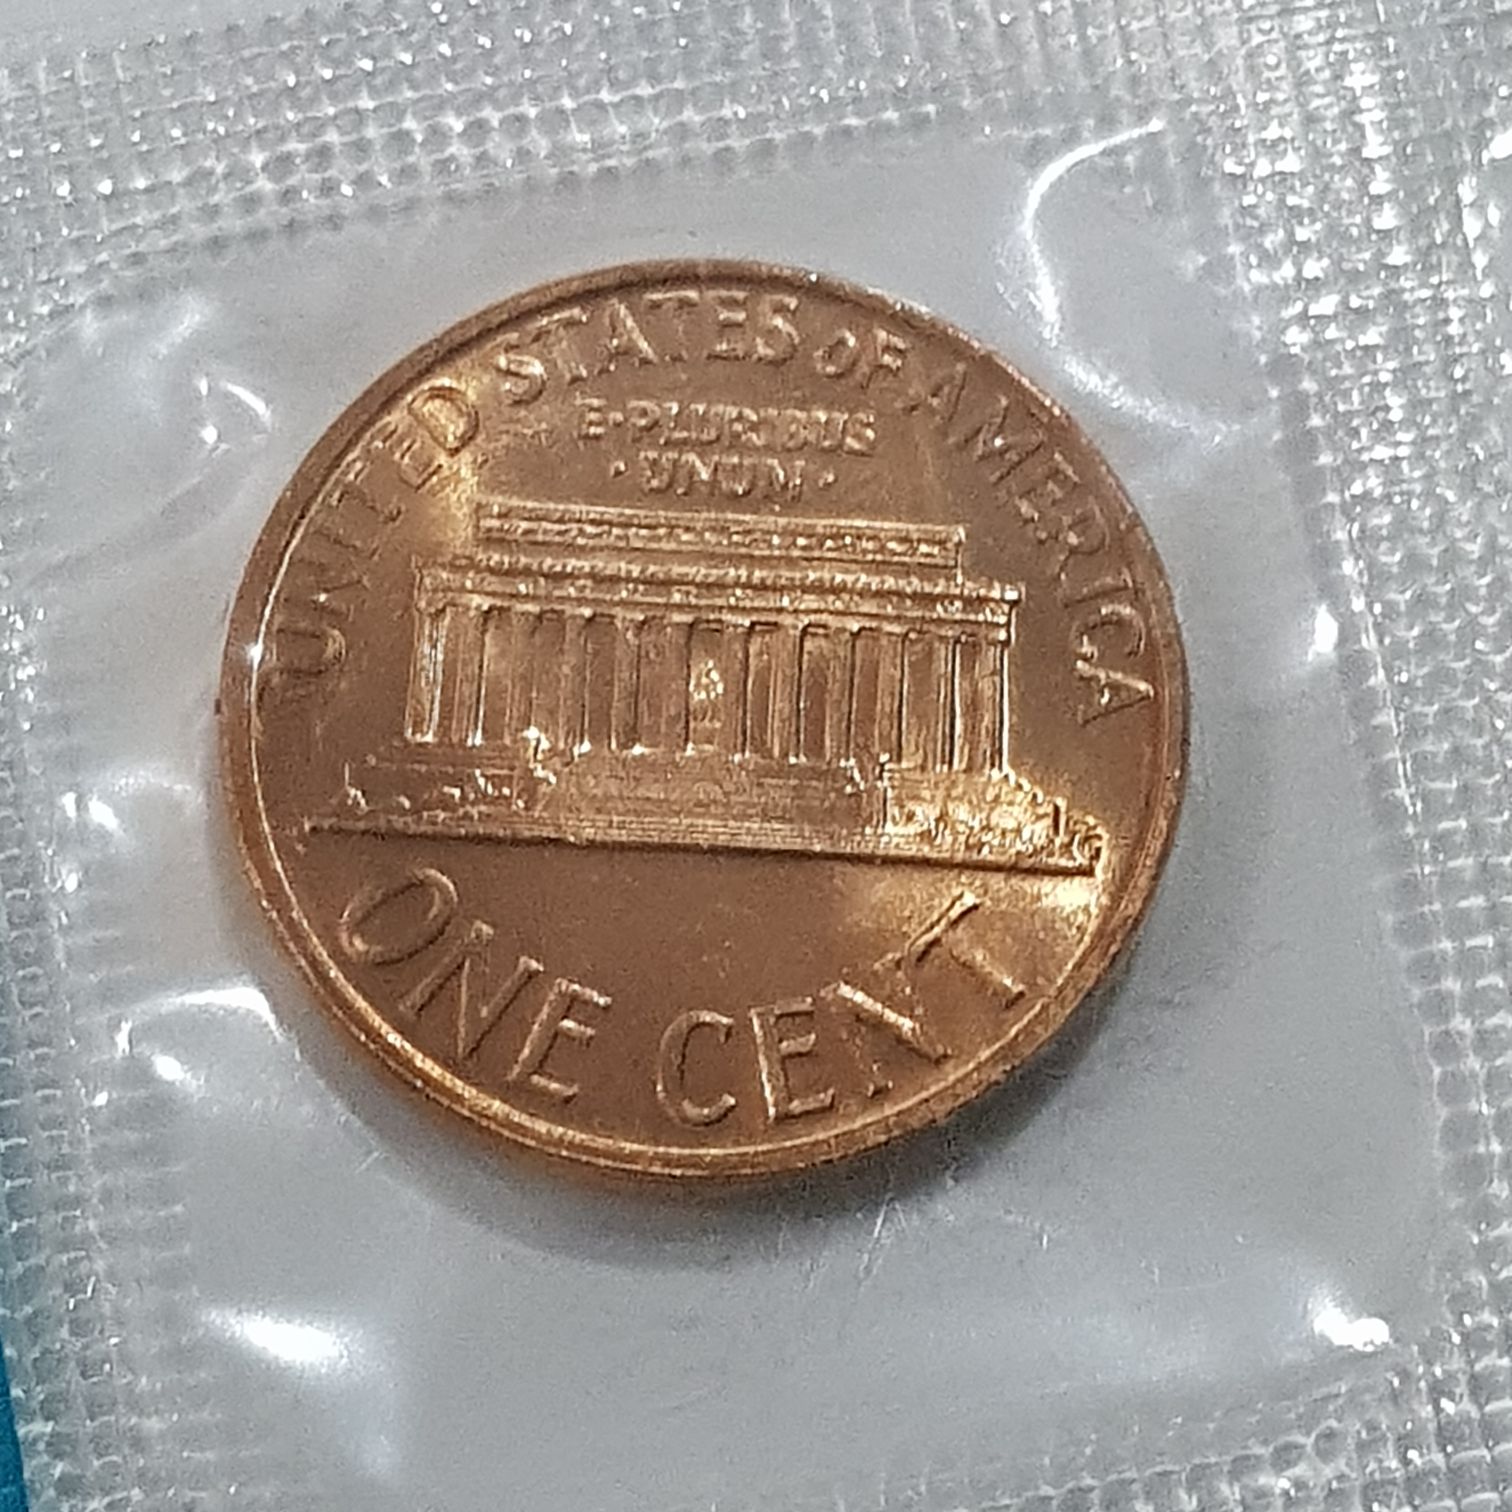 UNITED STATES OF AMERICA
E·PLURIBUS
·UNUM·
ONE CENT